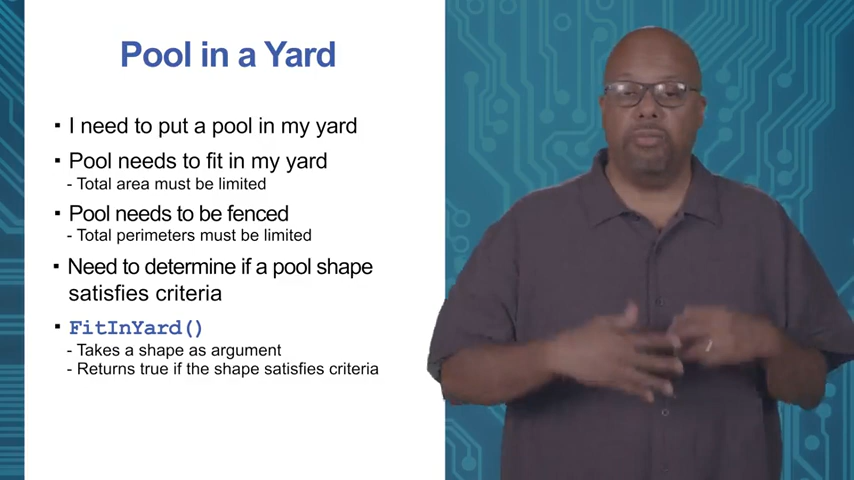 Pool in a Yard
▪ I need to put a pool in my yard
▪ Pool needs to fit in my yard
- Total area must be limited
▪ Pool needs to be fenced
- Total perimeters must be limited
▪ Need to determine if a pool shape
satisfies criteria
▪ FitInYard()
- Takes a shape as argument
- Returns true if the shape satisfies criteria